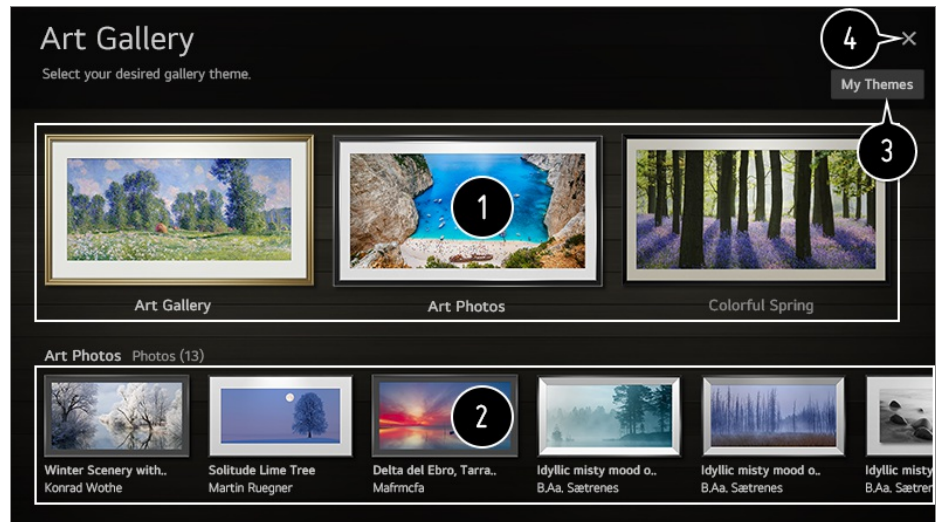 Art Gallery
Select your desired gallery theme.
4
My Themes
3
1
Art Gallery
Art Photos
Colorful Spring
Art Photos Photos (13)
2
Winter Scenery with..
Solitude Lime Tree
Delta del Ebro, Tarra..
Idyllic misty mood o..
Idyllic misty mood o..
Idyllic misty
Konrad Wothe
Martin Ruegner
Mafrmcfa
B.Aa. Sætrenes
B.Aa. Sætrenes
B.Aa. Sætren